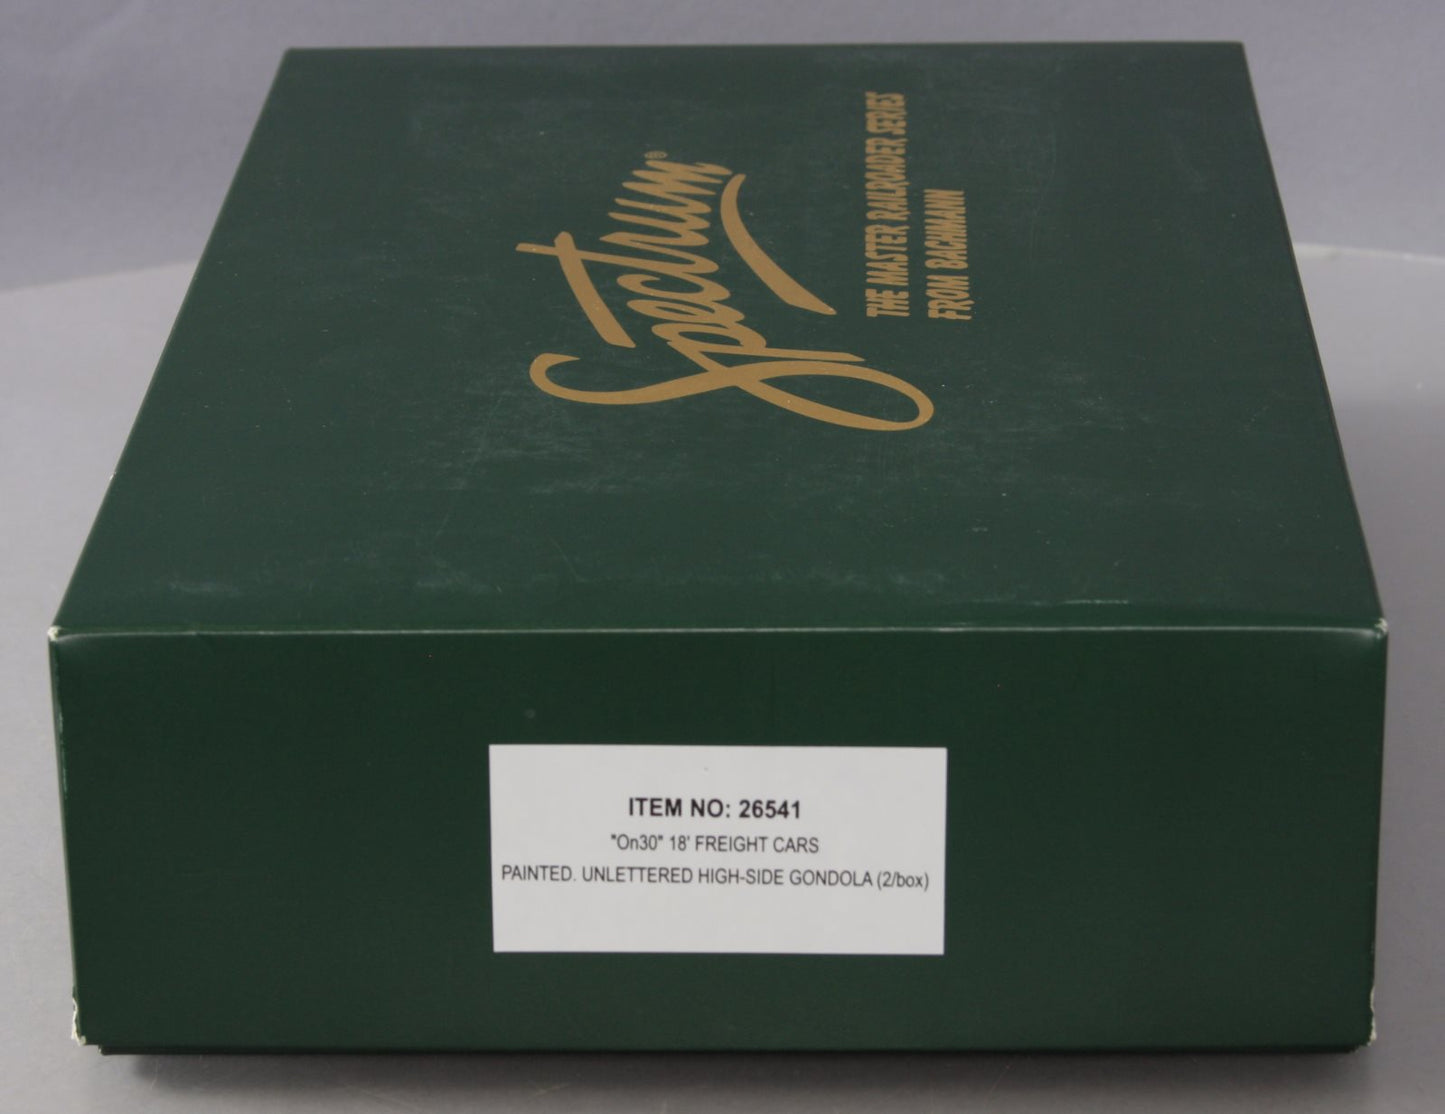 Spectrum®
THE MASTER RAILROADER SERIES
FROM BACHMANN
ITEM NO: 26541
"On30" 18' FREIGHT CARS
PAINTED. UNLETTERED HIGH-SIDE GONDOLA (2/box)